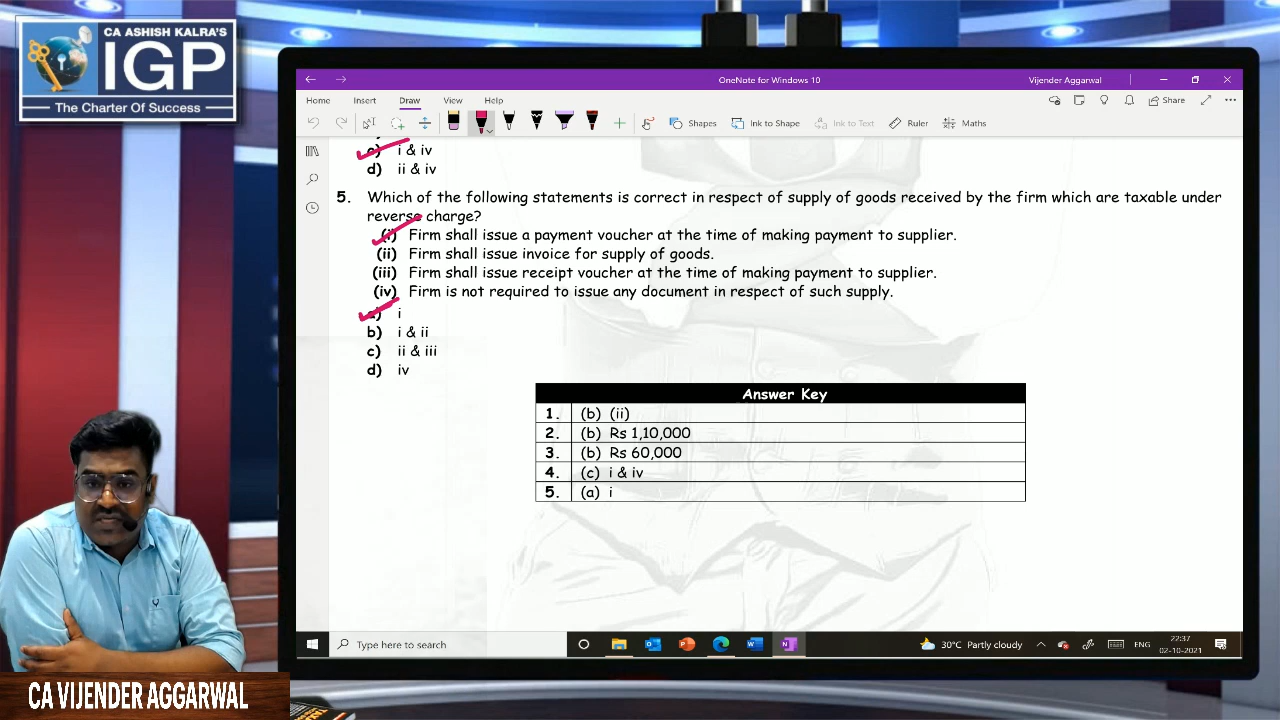 CA ASHISH KALRA'S
IGP
The Charter Of Success
OneNote for Windows 10
Vijender Aggarwal
Home Insert Draw View Help
Share
Shapes Ink to Shape Ink to Text Ruler Maths
i & iv
d) ii & iv
5. Which of the following statements is correct in respect of supply of goods received by the firm which are taxable under
reverse charge?
(i) Firm shall issue a payment voucher at the time of making payment to supplier.
(ii) Firm shall issue invoice for supply of goods.
(iii) Firm shall issue receipt voucher at the time of making payment to supplier.
(iv) Firm is not required to issue any document in respect of such supply.
a) i
b) i & ii
c) ii & iii
d) iv
Answer Key
1. (b) (ii)
2. (b) Rs 1,10,000
3. (b) Rs 60,000
4. (c) i & iv
5. (a) i
Type here to search
30°C Partly cloudy
ENG
22:37
02-10-2021
CA VIJENDER AGGARWAL